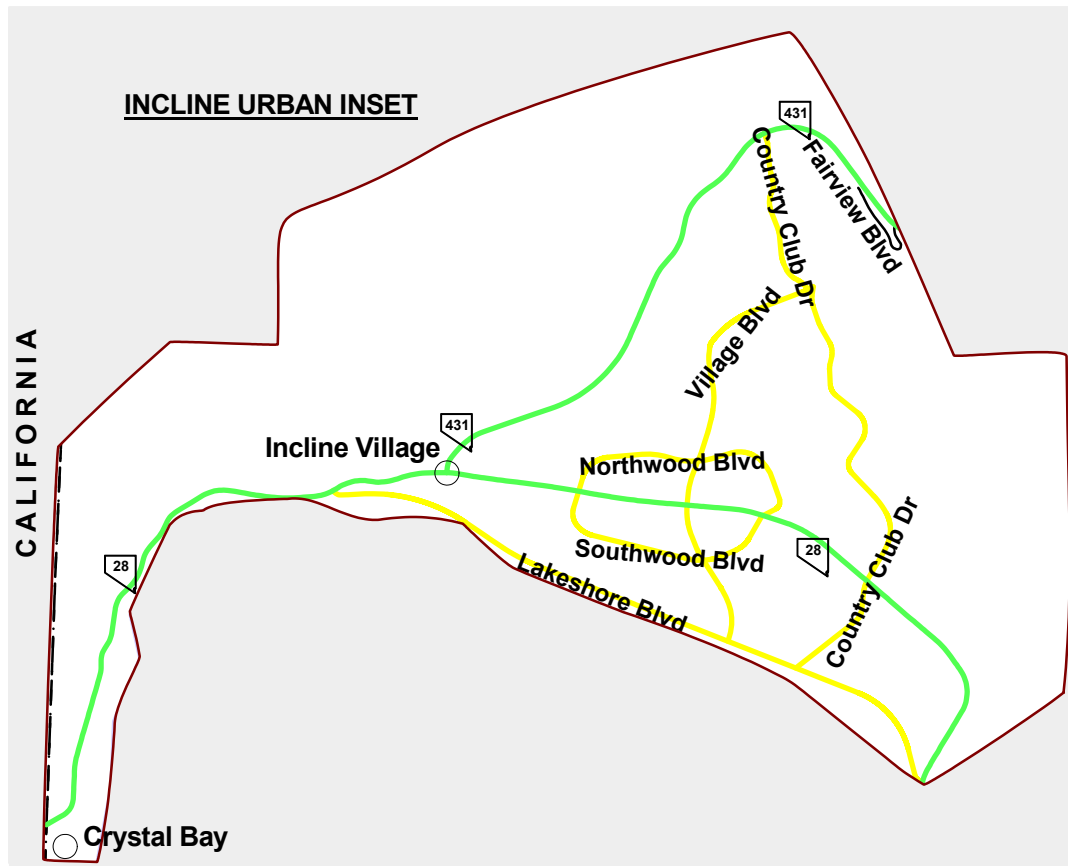 INCLINE URBAN INSET
431
Country Club Dr
Fairview Blvd
Village Blvd
CALIFORNIA
431
Incline Village
Northwood Blvd
Southwood Blvd
28
28
Lakeshore Blvd
Country Club Dr
Crystal Bay